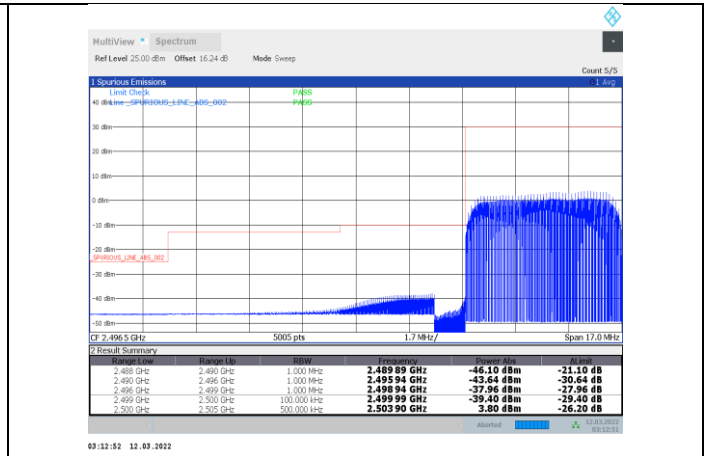 MultiView Spectrum
Ref Level 25.00 dBm Offset 16.24 dB Mode Sweep
Count 5/5
1 Spurious Emissions 1 Avg
Limit Check PASS
40 dBm Line _SPURIOUS_LINE_ABS_002 PASS
30 dBm
20 dBm
10 dBm
0 dBm
-10 dBm
-20 dBm
_SPURIOUS_LINE_ABS_002
-30 dBm
-40 dBm
-50 dBm
CF 2.4965 GHz 5005 pts 1.7 MHz/ Span 17.0 MHz
2 Result Summary
Range Low Range Up RBW Frequency Power Abs ΔLimit
2.488 GHz 2.490 GHz 1.000 MHz 2.48989 GHz -46.10 dBm -21.10 dB
2.490 GHz 2.496 GHz 1.000 MHz 2.49594 GHz -43.64 dBm -30.64 dB
2.496 GHz 2.499 GHz 1.000 MHz 2.49894 GHz -37.96 dBm -27.96 dB
2.499 GHz 2.500 GHz 100.000 kHz 2.49999 GHz -39.40 dBm -29.40 dB
2.500 GHz 2.505 GHz 500.000 kHz 2.50390 GHz 3.80 dBm -26.20 dB
Aborted 12.03.2022
03:12:51
03:12:52 12.03.2022